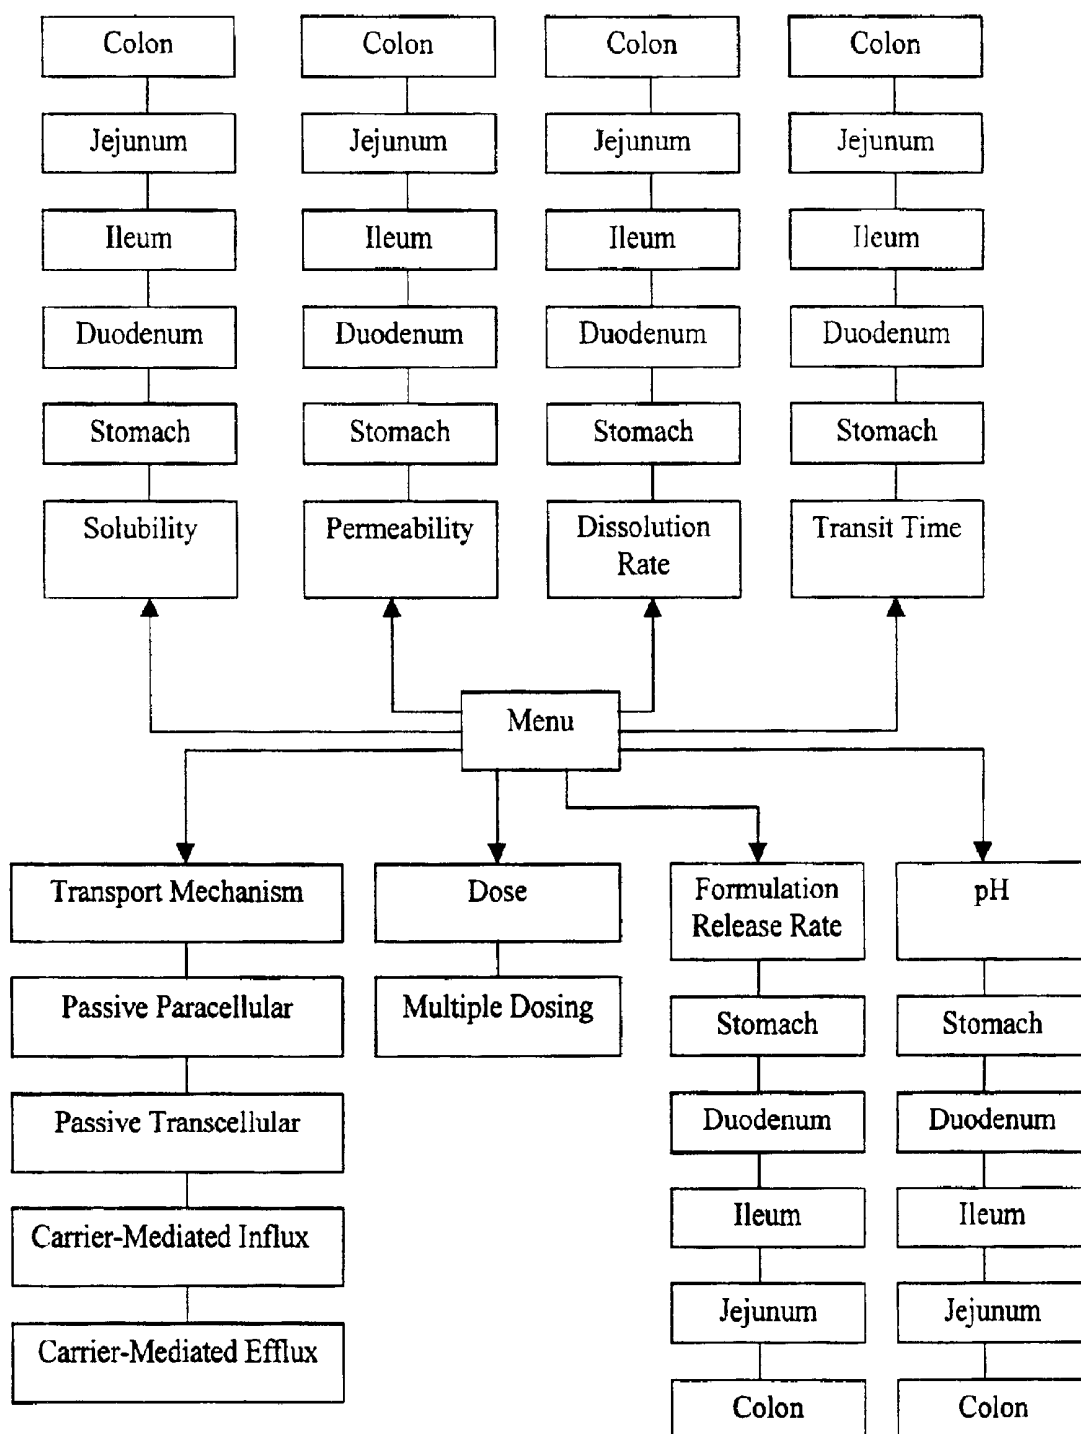 Colon
Colon
Colon
Colon
Jejunum
Jejunum
Jejunum
Jejunum
Ileum
Ileum
Ileum
Ileum
Duodenum
Duodenum
Duodenum
Duodenum
Stomach
Stomach
Stomach
Stomach
Solubility
Permeability
Dissolution
Rate
Transit Time
Menu
Transport Mechanism
Dose
Formulation
Release Rate
pH
Passive Paracellular
Multiple Dosing
Stomach
Stomach
Passive Transcellular
Duodenum
Duodenum
Carrier-Mediated Influx
Ileum
Ileum
Jejunum
Jejunum
Carrier-Mediated Efflux
Colon
Colon